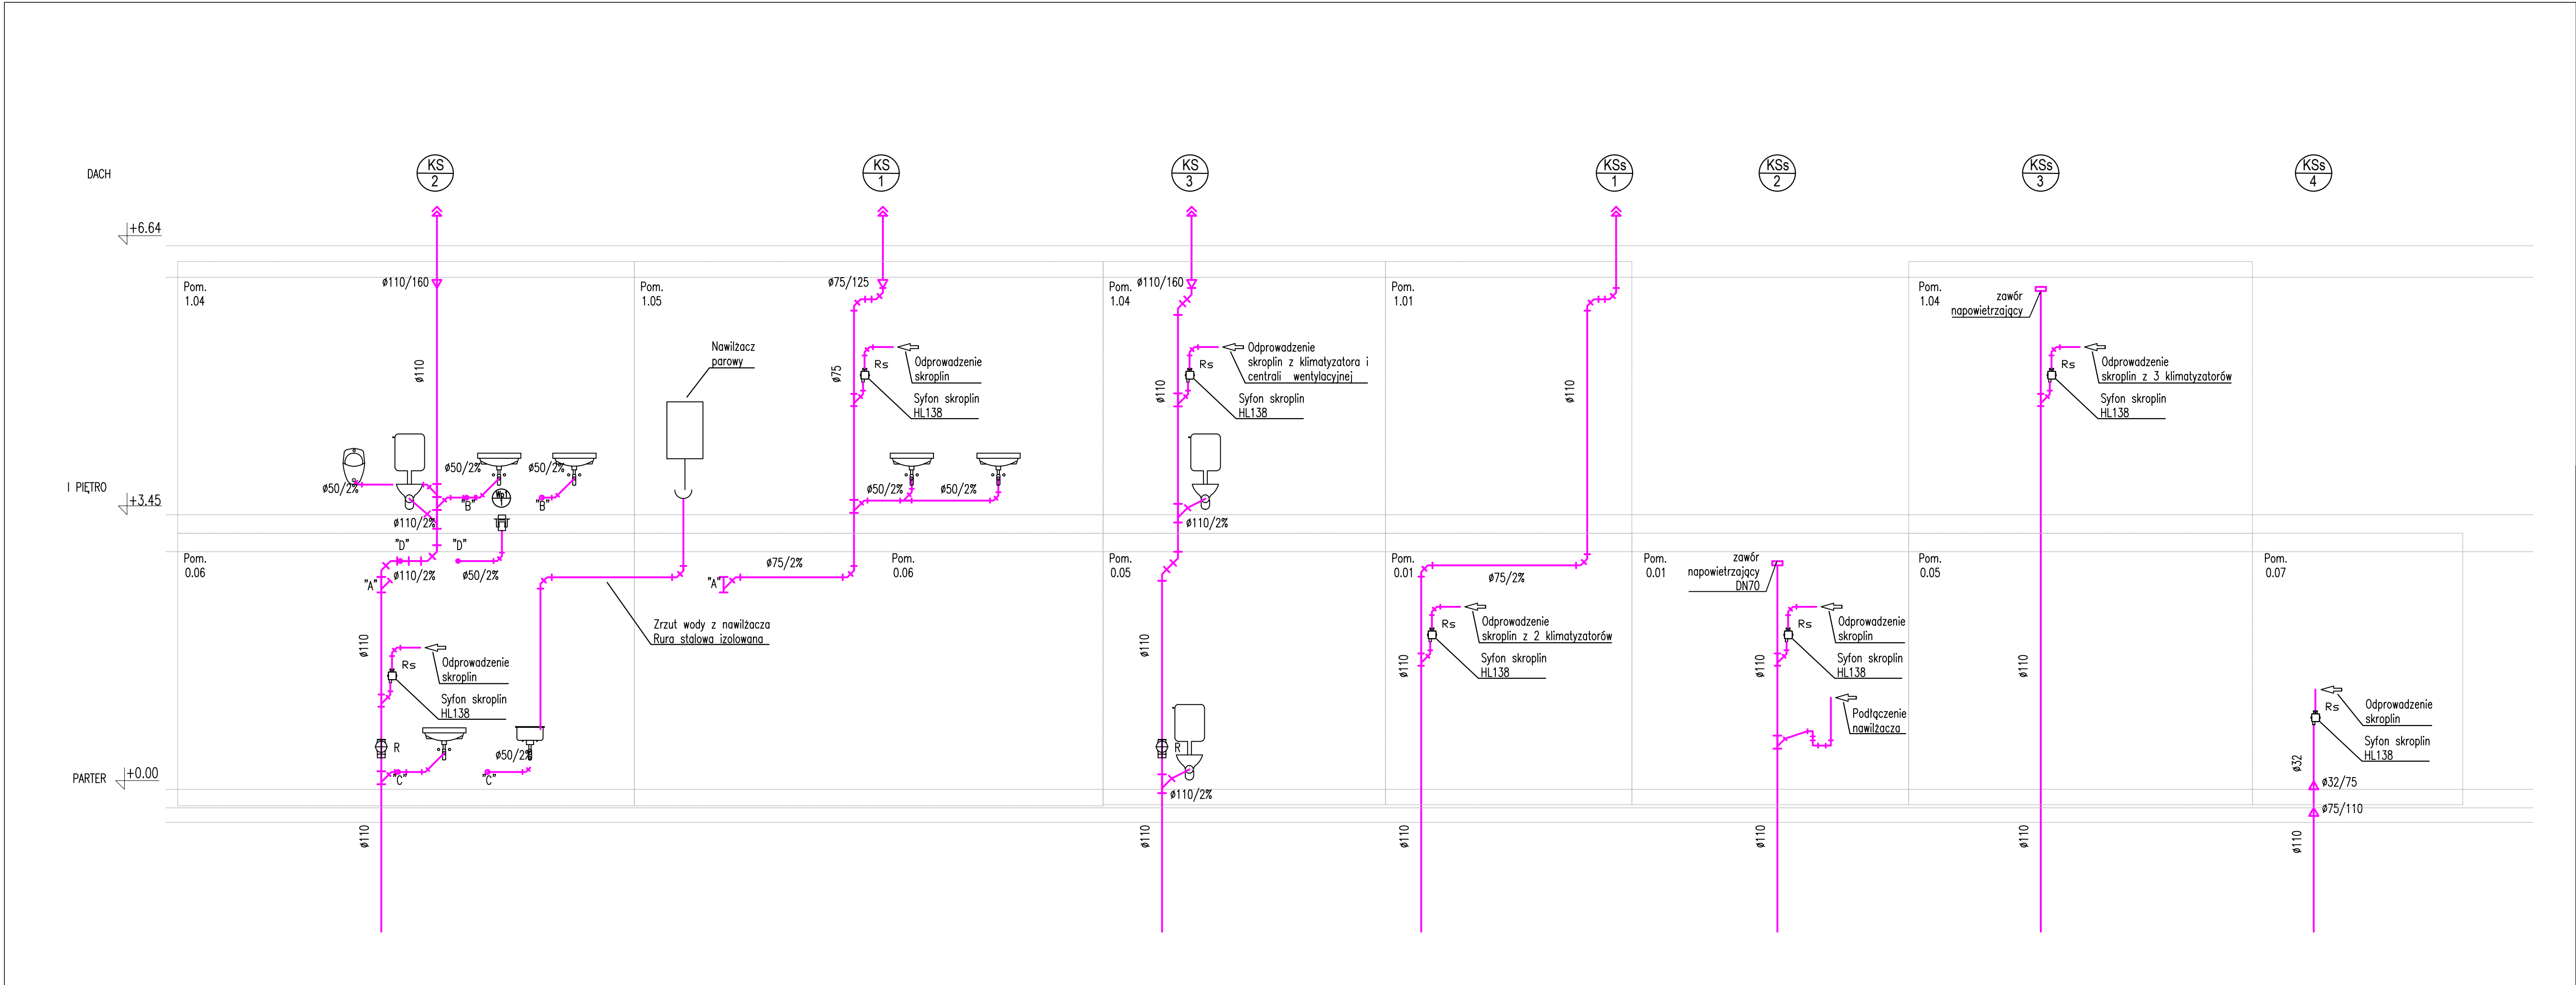 DACH
KS
2
KS
1
KS
3
KSs
1
KSs
2
KSs
3
KSs
4
+6.64
Pom.
1.04
ø110/160
Pom.
1.05
ø75/125
Pom.
1.04
ø110/160
Pom.
1.01
Pom.
1.04
zawór
napowietrzający
ø110
Nawilżacz
parowy
ø75
Rs
Odprowadzenie
skroplin
Syfon skroplin
HL138
ø110
Rs
Odprowadzenie
skroplin z klimatyzatora i
centrali wentylacyjnej
Syfon skroplin
HL138
ø110
Rs
Odprowadzenie
skroplin z 3 klimatyzatorów
Syfon skroplin
HL138
I PIĘTRO
+3.45
ø50/2%
ø50/2%
ø50/2%
"B"
Wp1
1
"B"
ø110/2%
ø50/2%
ø50/2%
ø110/2%
Pom.
0.06
"D"
"D"
ø110/2%
ø50/2%
"A"
"A"
ø75/2%
Pom.
0.06
Pom.
0.05
Pom.
0.01
ø75/2%
Pom.
0.01
zawór
napowietrzający
DN70
Pom.
0.05
Pom.
0.07
ø110
Rs
Odprowadzenie
skroplin
Syfon skroplin
HL138
Zrzut wody z nawilżacza
Rura stalowa izolowana
ø110
ø110
Rs
Odprowadzenie
skroplin z 2 klimatyzatorów
Syfon skroplin
HL138
ø110
Rs
Odprowadzenie
skroplin
Syfon skroplin
HL138
Podłączenie
nawilżacza
ø110
Rs
Odprowadzenie
skroplin
Syfon skroplin
HL138
ø32
ø32/75
ø75/110
PARTER
+0.00
R
"C"
ø50/2%
"C"
R
ø110/2%
ø110
ø110
ø110
ø110
ø110
ø110